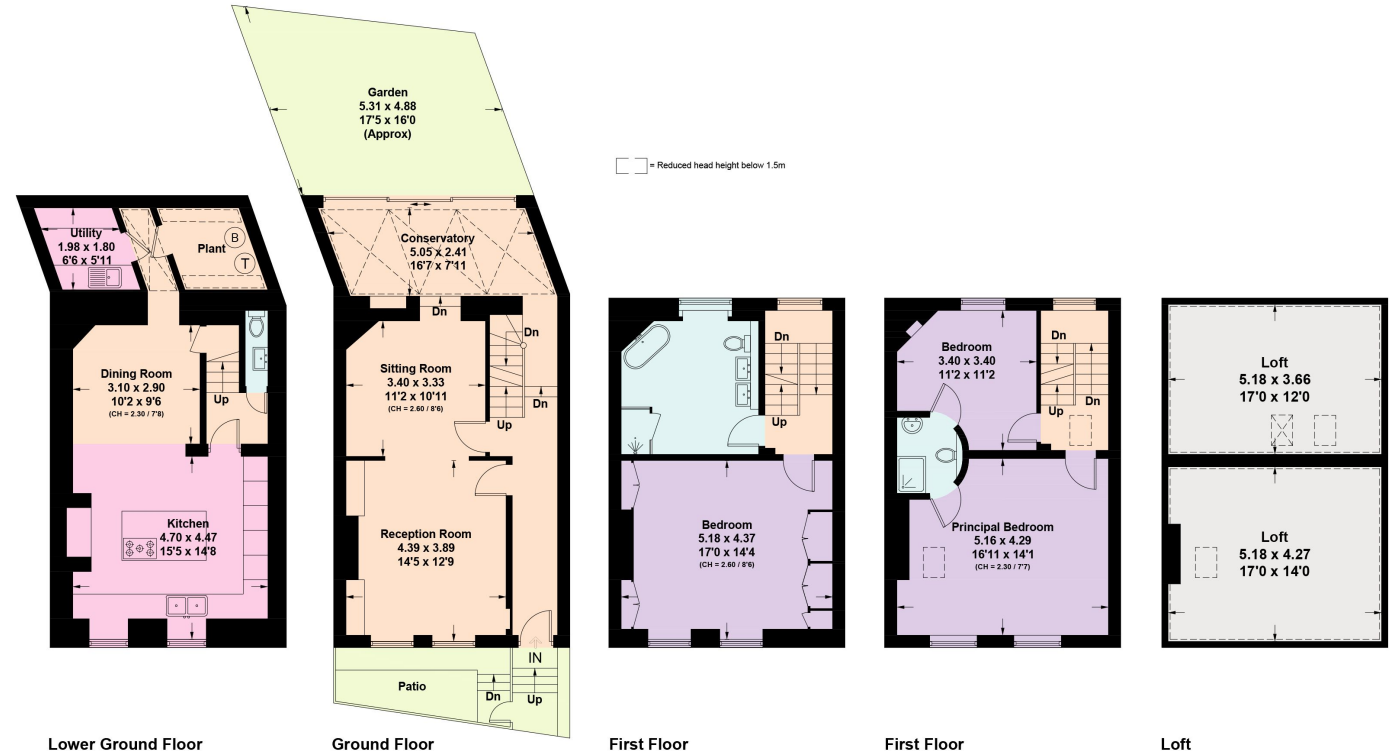 Garden
5.31 x 4.88
17'5 x 16'0
(Approx)
= Reduced head height below 1.5m
Utility
1.98 x 1.80
6'6 x 5'11
Plant
B
T
Dining Room
3.10 x 2.90
10'2 x 9'6
(CH = 2.30 / 7'8)
Up
Kitchen
4.70 x 4.47
15'5 x 14'8
Lower Ground Floor
Conservatory
5.05 x 2.41
16'7 x 7'11
Dn
Dn
Sitting Room
3.40 x 3.33
11'2 x 10'11
(CH = 2.60 / 8'6)
Dn
Up
Reception Room
4.39 x 3.89
14'5 x 12'9
IN
Patio
Dn
Up
Ground Floor
Dn
Up
Bedroom
5.18 x 4.37
17'0 x 14'4
(CH = 2.60 / 8'6)
First Floor
Bedroom
3.40 x 3.40
11'2 x 11'2
Dn
Up
Dn
Principal Bedroom
5.16 x 4.29
16'11 x 14'1
(CH = 2.30 / 7'7)
First Floor
Loft
5.18 x 3.66
17'0 x 12'0
Loft
5.18 x 4.27
17'0 x 14'0
Loft